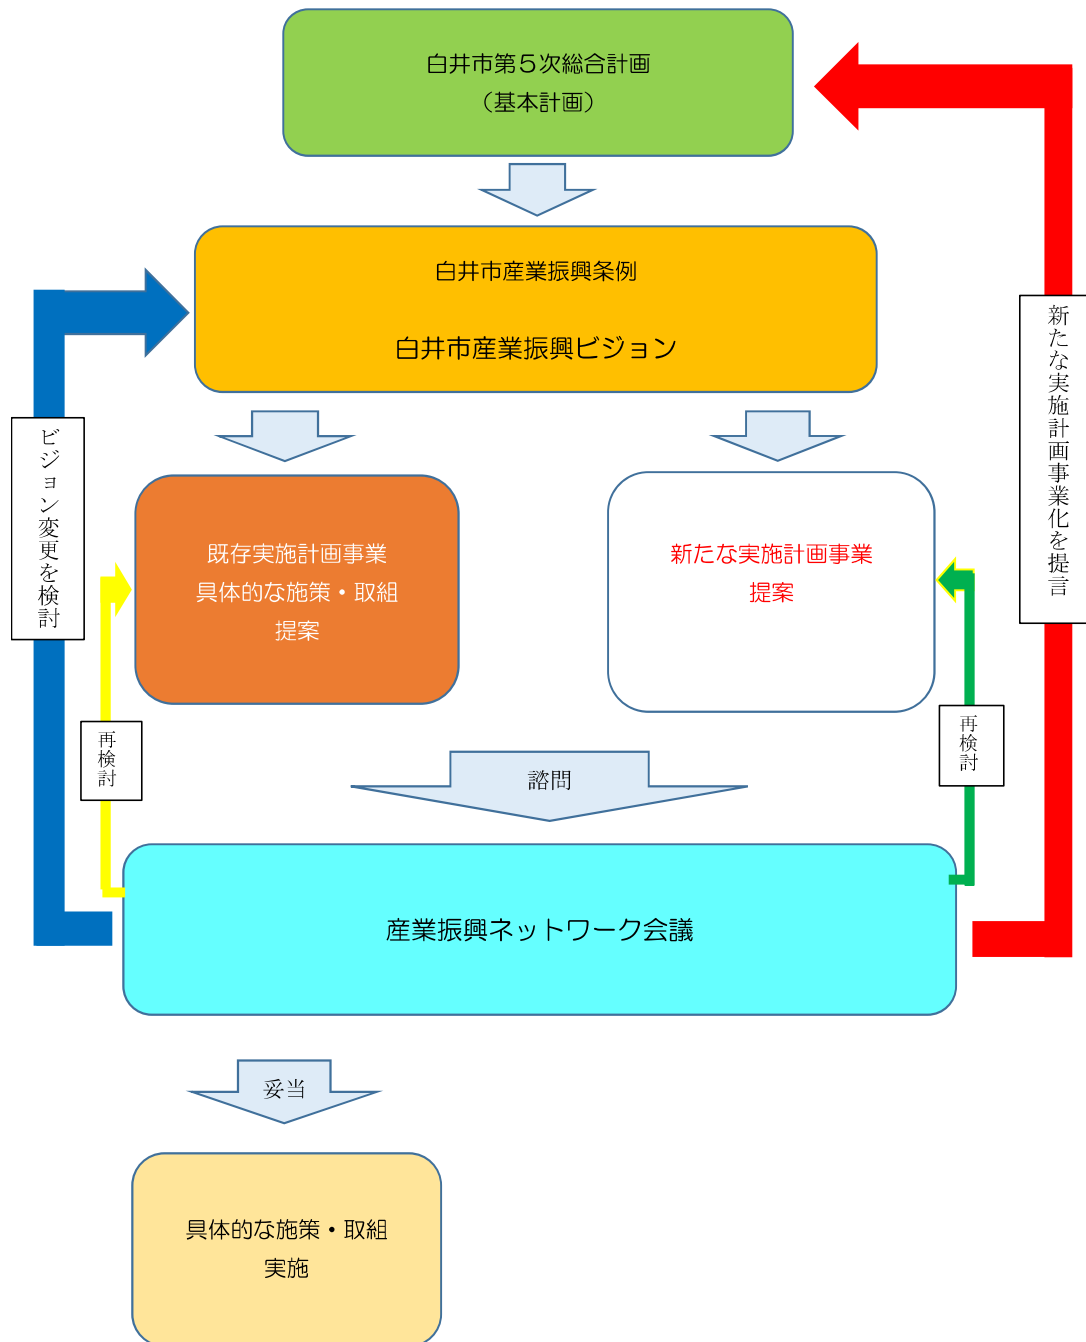 白井市第５次総合計画
（基本計画）
白井市産業振興条例
白井市産業振興ビジョン
新たな実施計画事業化を提言
ビジョン変更を検討
既存実施計画事業
具体的な施策・取組
提案
新たな実施計画事業
提案
再検討
再検討
諮問
産業振興ネットワーク会議
妥当
具体的な施策・取組
実施